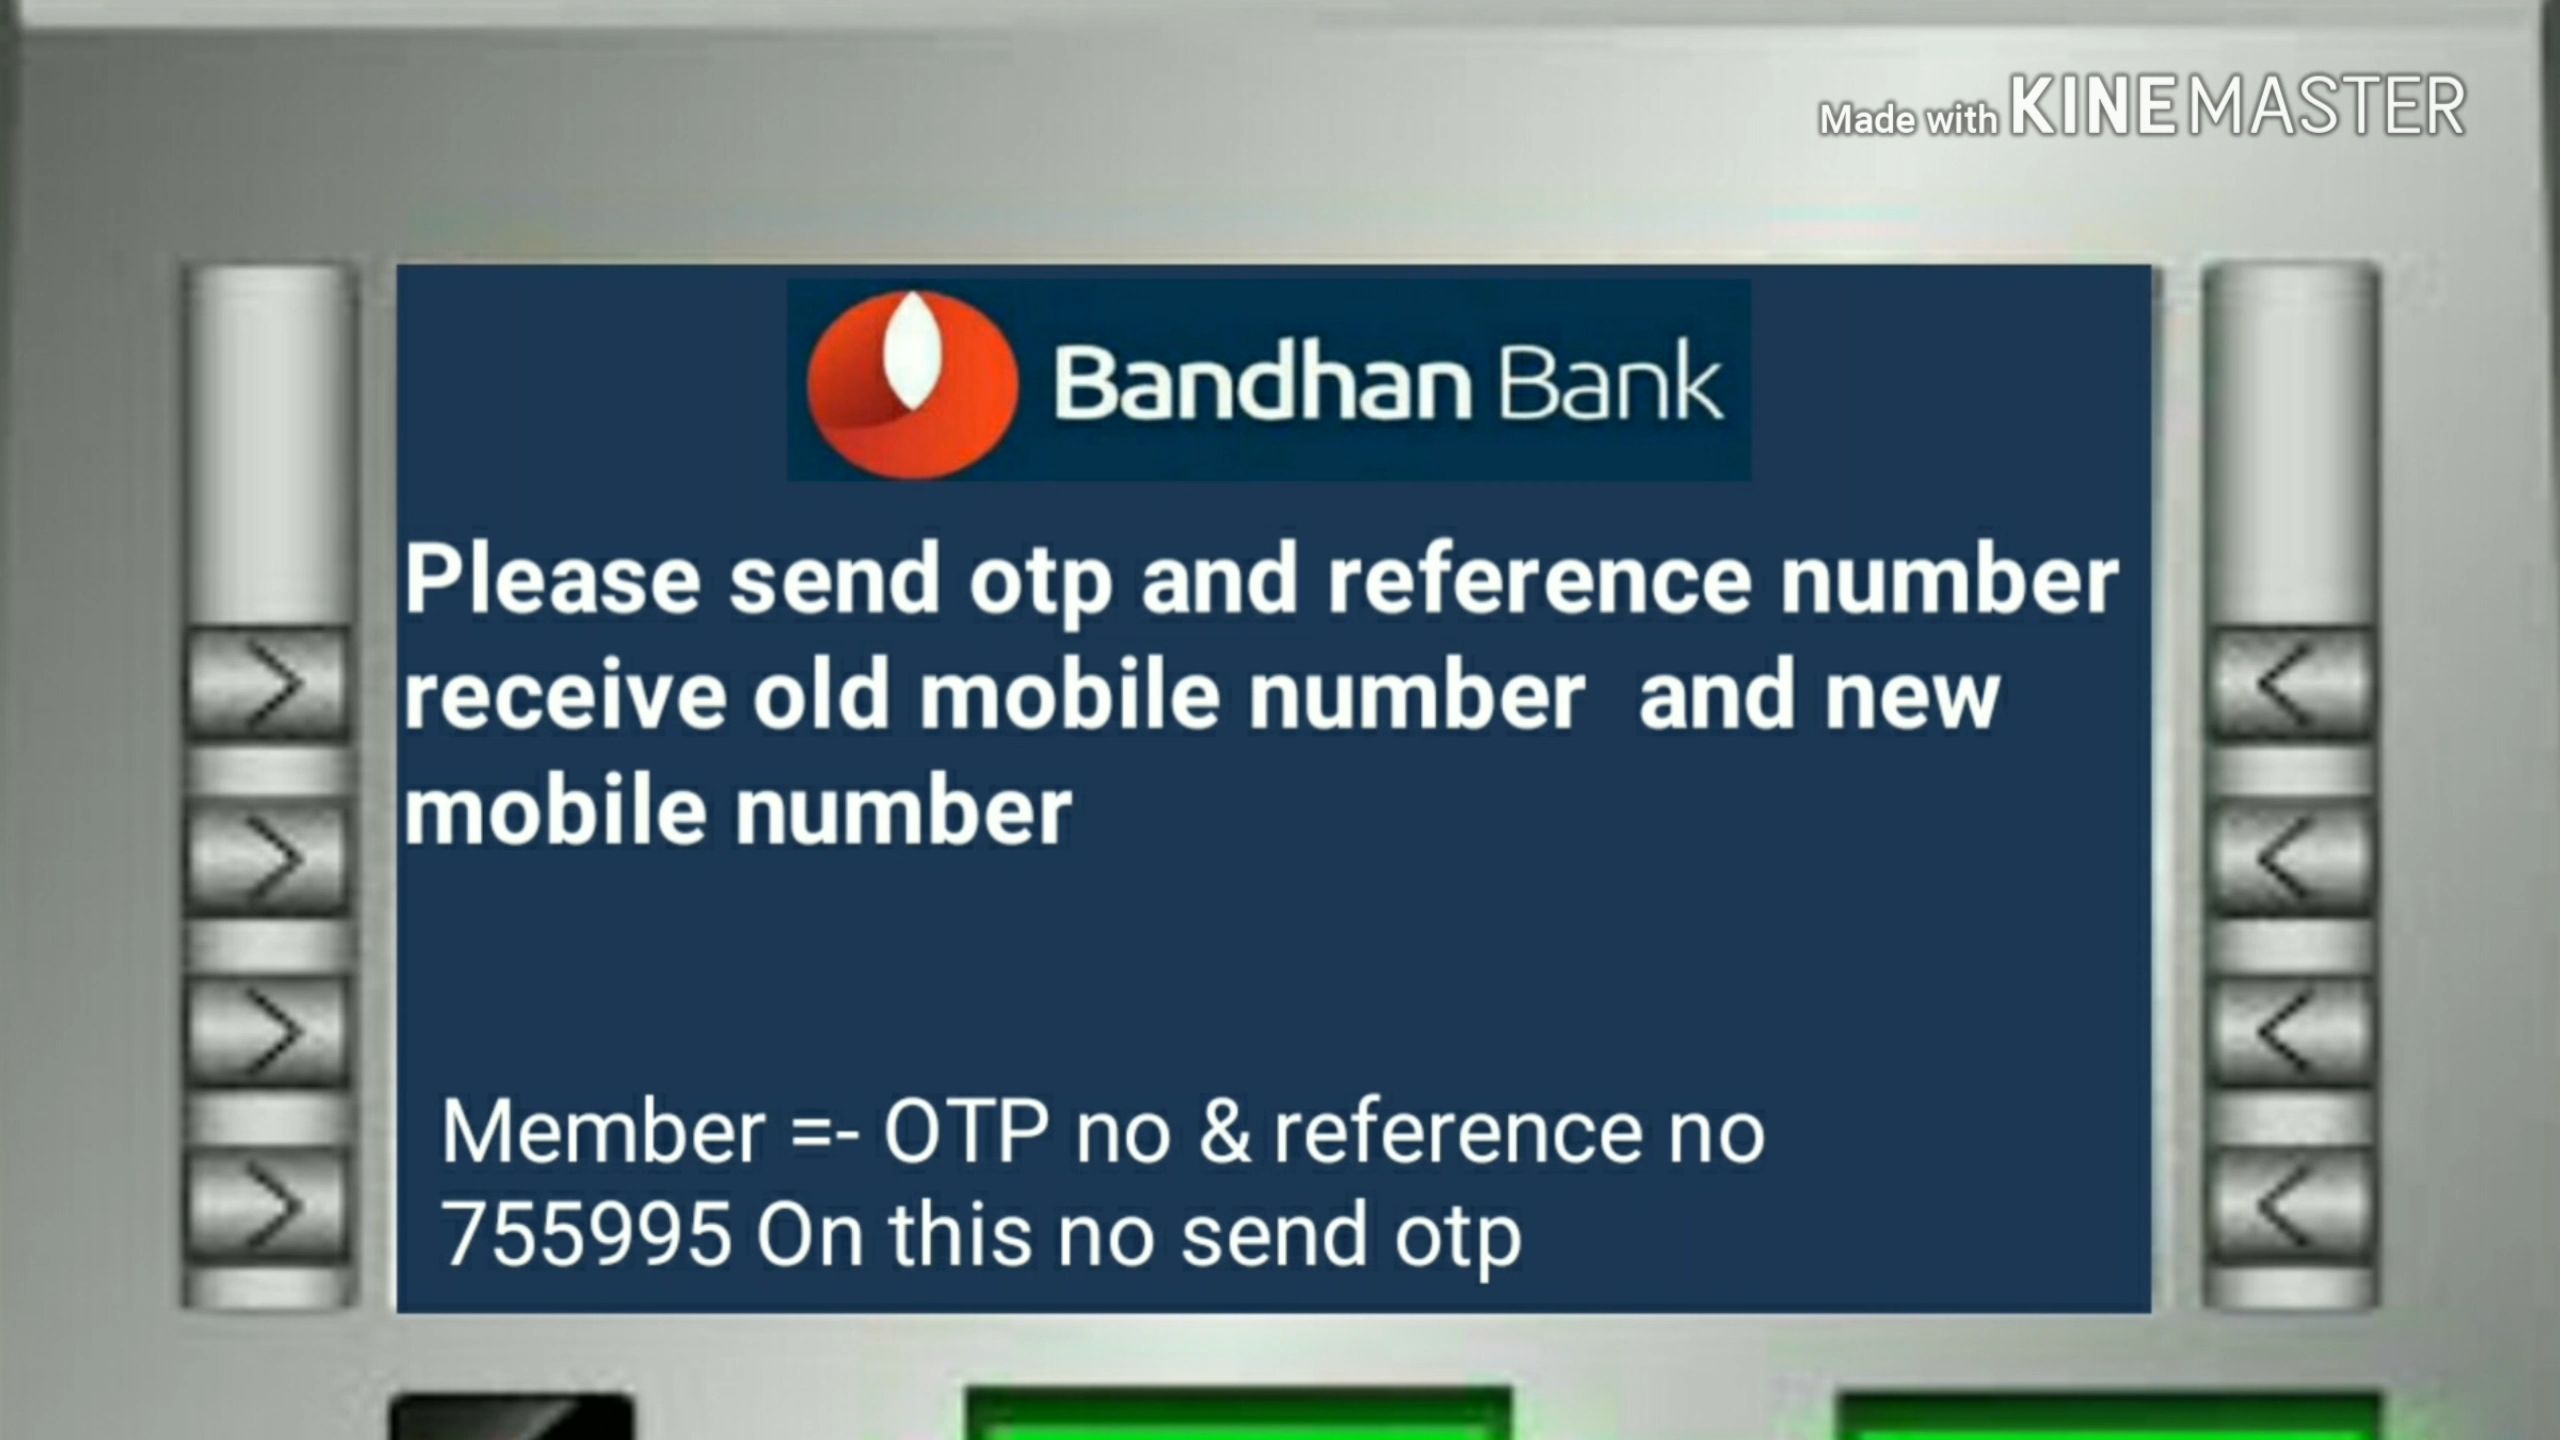 Made with KINEMASTER
Bandhan Bank
Please send otp and reference number
receive old mobile number and new
mobile number
Member =- OTP no & reference no
755995 On this no send otp